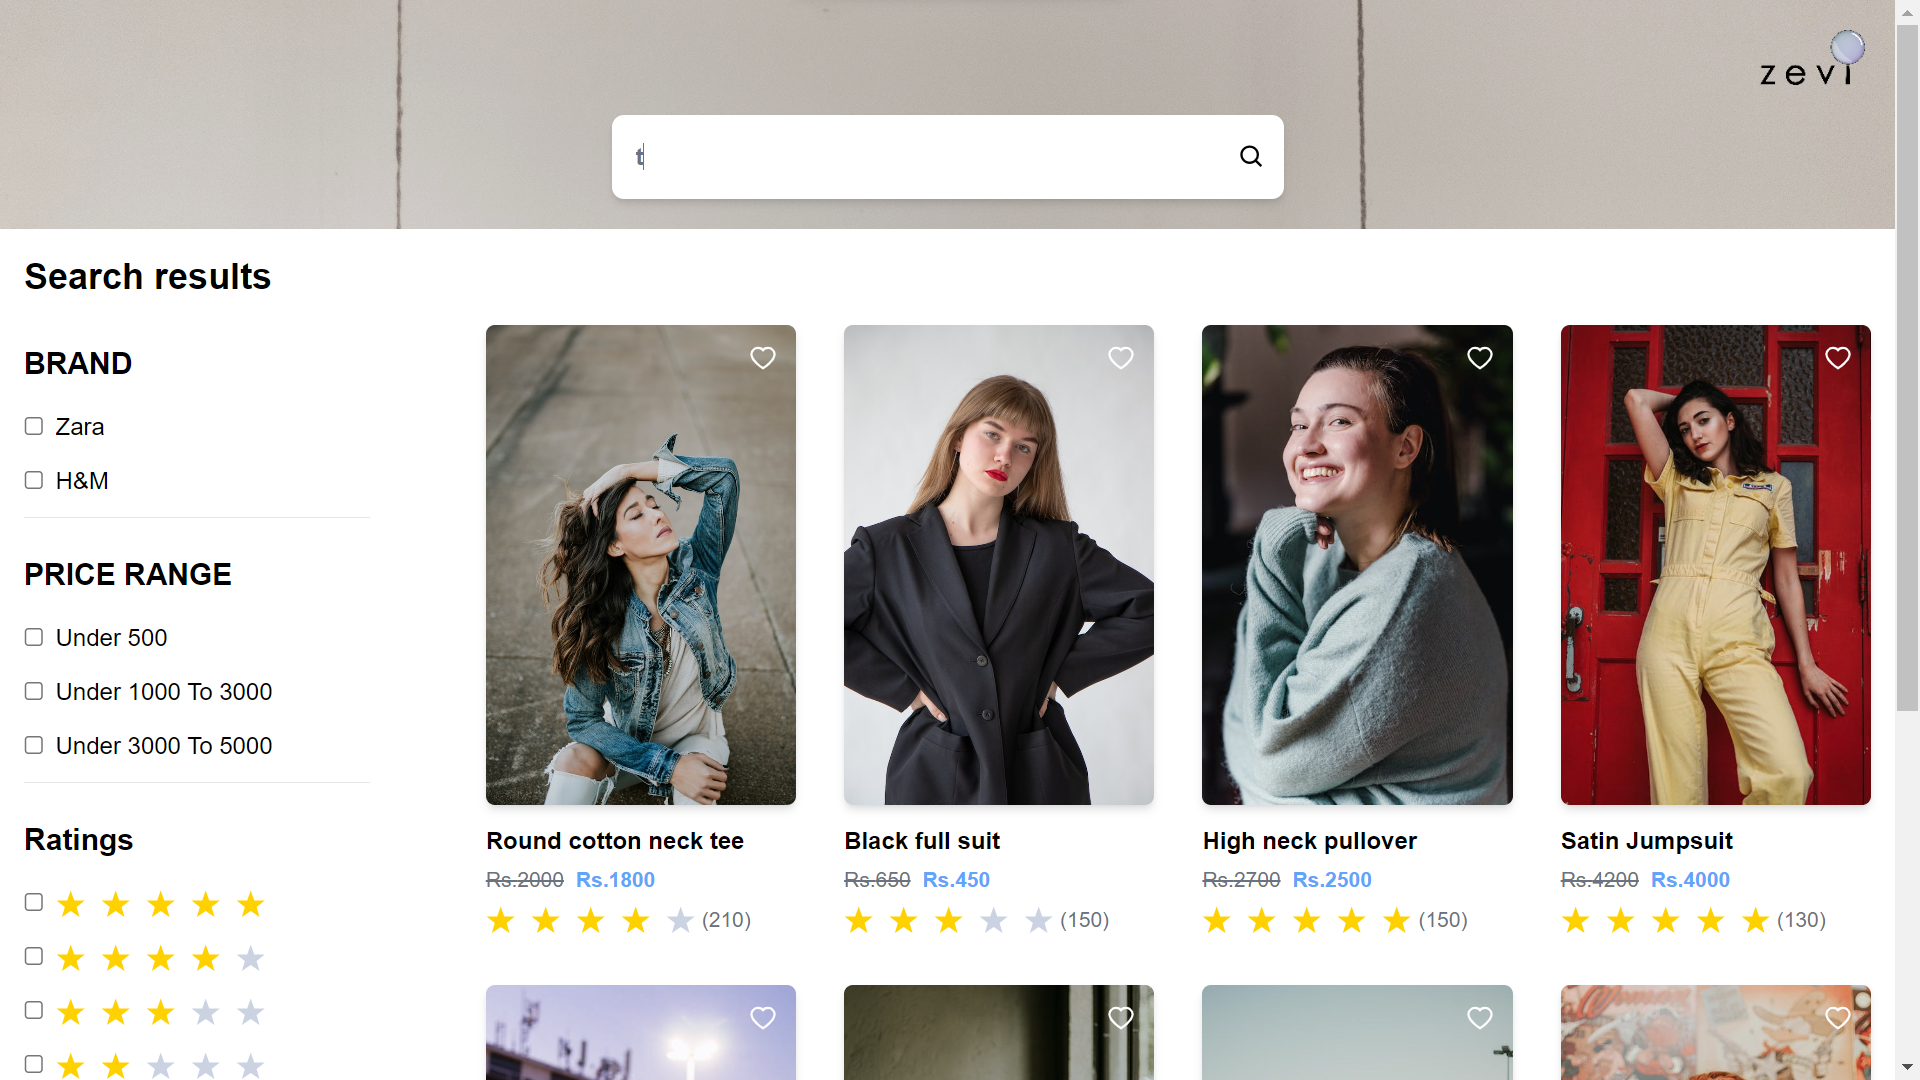 zevi
t
Search results
BRAND
Zara
H&M
PRICE RANGE
Under 500
Under 1000 To 3000
Under 3000 To 5000
Ratings
Round cotton neck tee
Rs.2000 Rs.1800
(210)
Black full suit
Rs.650 Rs.450
(150)
High neck pullover
Rs.2700 Rs.2500
(150)
Satin Jumpsuit
Rs.4200 Rs.4000
(130)
Woman